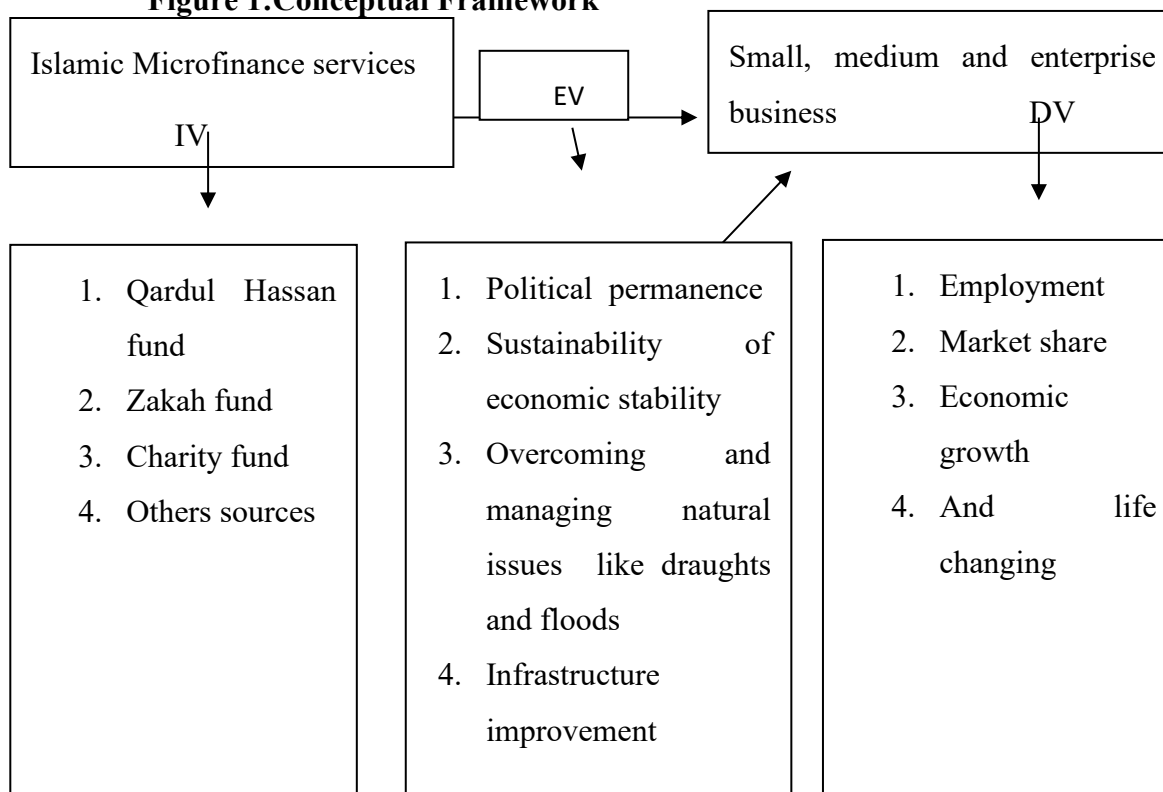 Figure 1:Conceptual Framework
Islamic Microfinance services
IV
EV
Small, medium and enterprise
business DV
1. Qardul Hassan
fund
2. Zakah fund
3. Charity fund
4. Others sources
1. Political permanence
2. Sustainability of
economic stability
3. Overcoming and
managing natural
issues like draughts
and floods
4. Infrastructure
improvement
1. Employment
2. Market share
3. Economic
growth
4. And life
changing